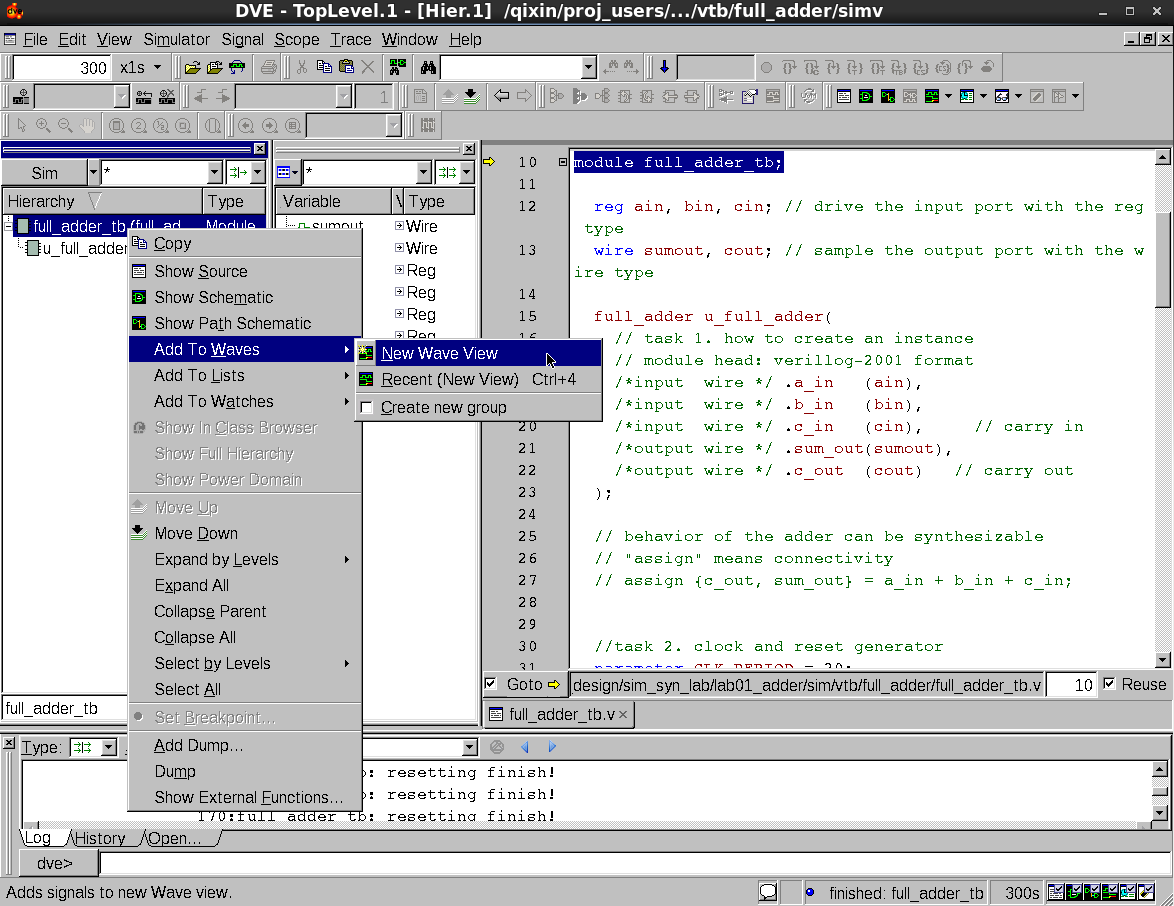 DVE - TopLevel.1 - [Hier.1] /qixin/proj_users/.../vtb/full_adder/simv
File Edit View Simulator Signal Scope Trace Window Help
300 x1s
1
Sim * *
Hierarchy Type Variable Type
full_adder_tb (full_ad Module sumout Wire
u_full_adder Wire
Reg
Reg
Reg
Reg
Copy
Show Source
Show Schematic
Show Path Schematic
Add To Waves
Add To Lists
Add To Watches
Show In Class Browser
Show Full Hierarchy
Show Power Domain
Move Up
Move Down
Expand by Levels
Expand All
Collapse Parent
Collapse All
Select by Levels
Select All
Set Breakpoint...
Add Dump...
Dump
Show External Functions...
New Wave View
Recent (New View) Ctrl+4
Create new group
10 module full_adder_tb;
11
12 reg ain, bin, cin; // drive the input port with the reg
type
13 wire sumout, cout; // sample the output port with the w
ire type
14
15 full_adder u_full_adder(
16 // task 1. how to create an instance
// module head: verillog-2001 format
/*input wire */ .a_in (ain),
/*input wire */ .b_in (bin),
20 /*input wire */ .c_in (cin), // carry in
21 /*output wire */ .sum_out(sumout),
22 /*output wire */ .c_out (cout) // carry out
23 );
24
25 // behavior of the adder can be synthesizable
26 // "assign" means connectivity
27 // assign {c_out, sum_out} = a_in + b_in + c_in;
28
29
30 //task 2. clock and reset generator
31 parameter CLK_PERIOD = 20;
Goto design/sim_syn_lab/lab01_adder/sim/vtb/full_adder/full_adder_tb.v 10 Reuse
full_adder_tb
full_adder_tb.v
Type:
b: resetting finish!
b: resetting finish!
170:full_adder_tb: resetting finish!
Log History Open...
dve>
Adds signals to new Wave view. finished: full_adder_tb 300s